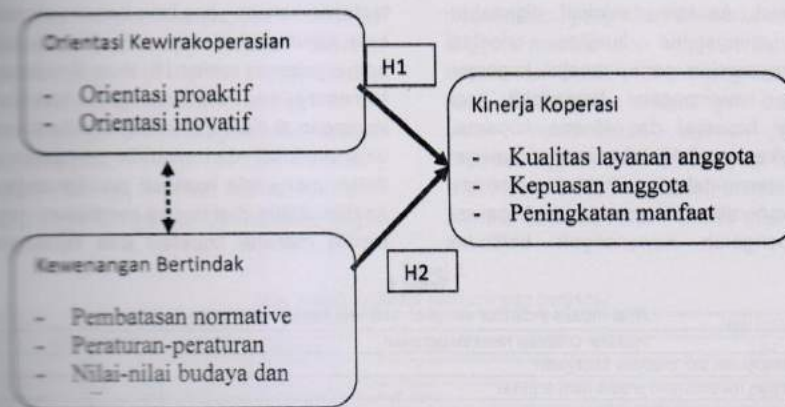 Orientasi Kewirakoperasian
- Orientasi proaktif
- Orientasi inovatif
H1
Kinerja Koperasi
Kualitas layanan anggota
Kepuasan anggota
Peningkatan manfaat
Kewenangan Bertindak
- Pembatasan normative
- Peraturan-peraturan
- Nilai-nilai budaya dan
H2